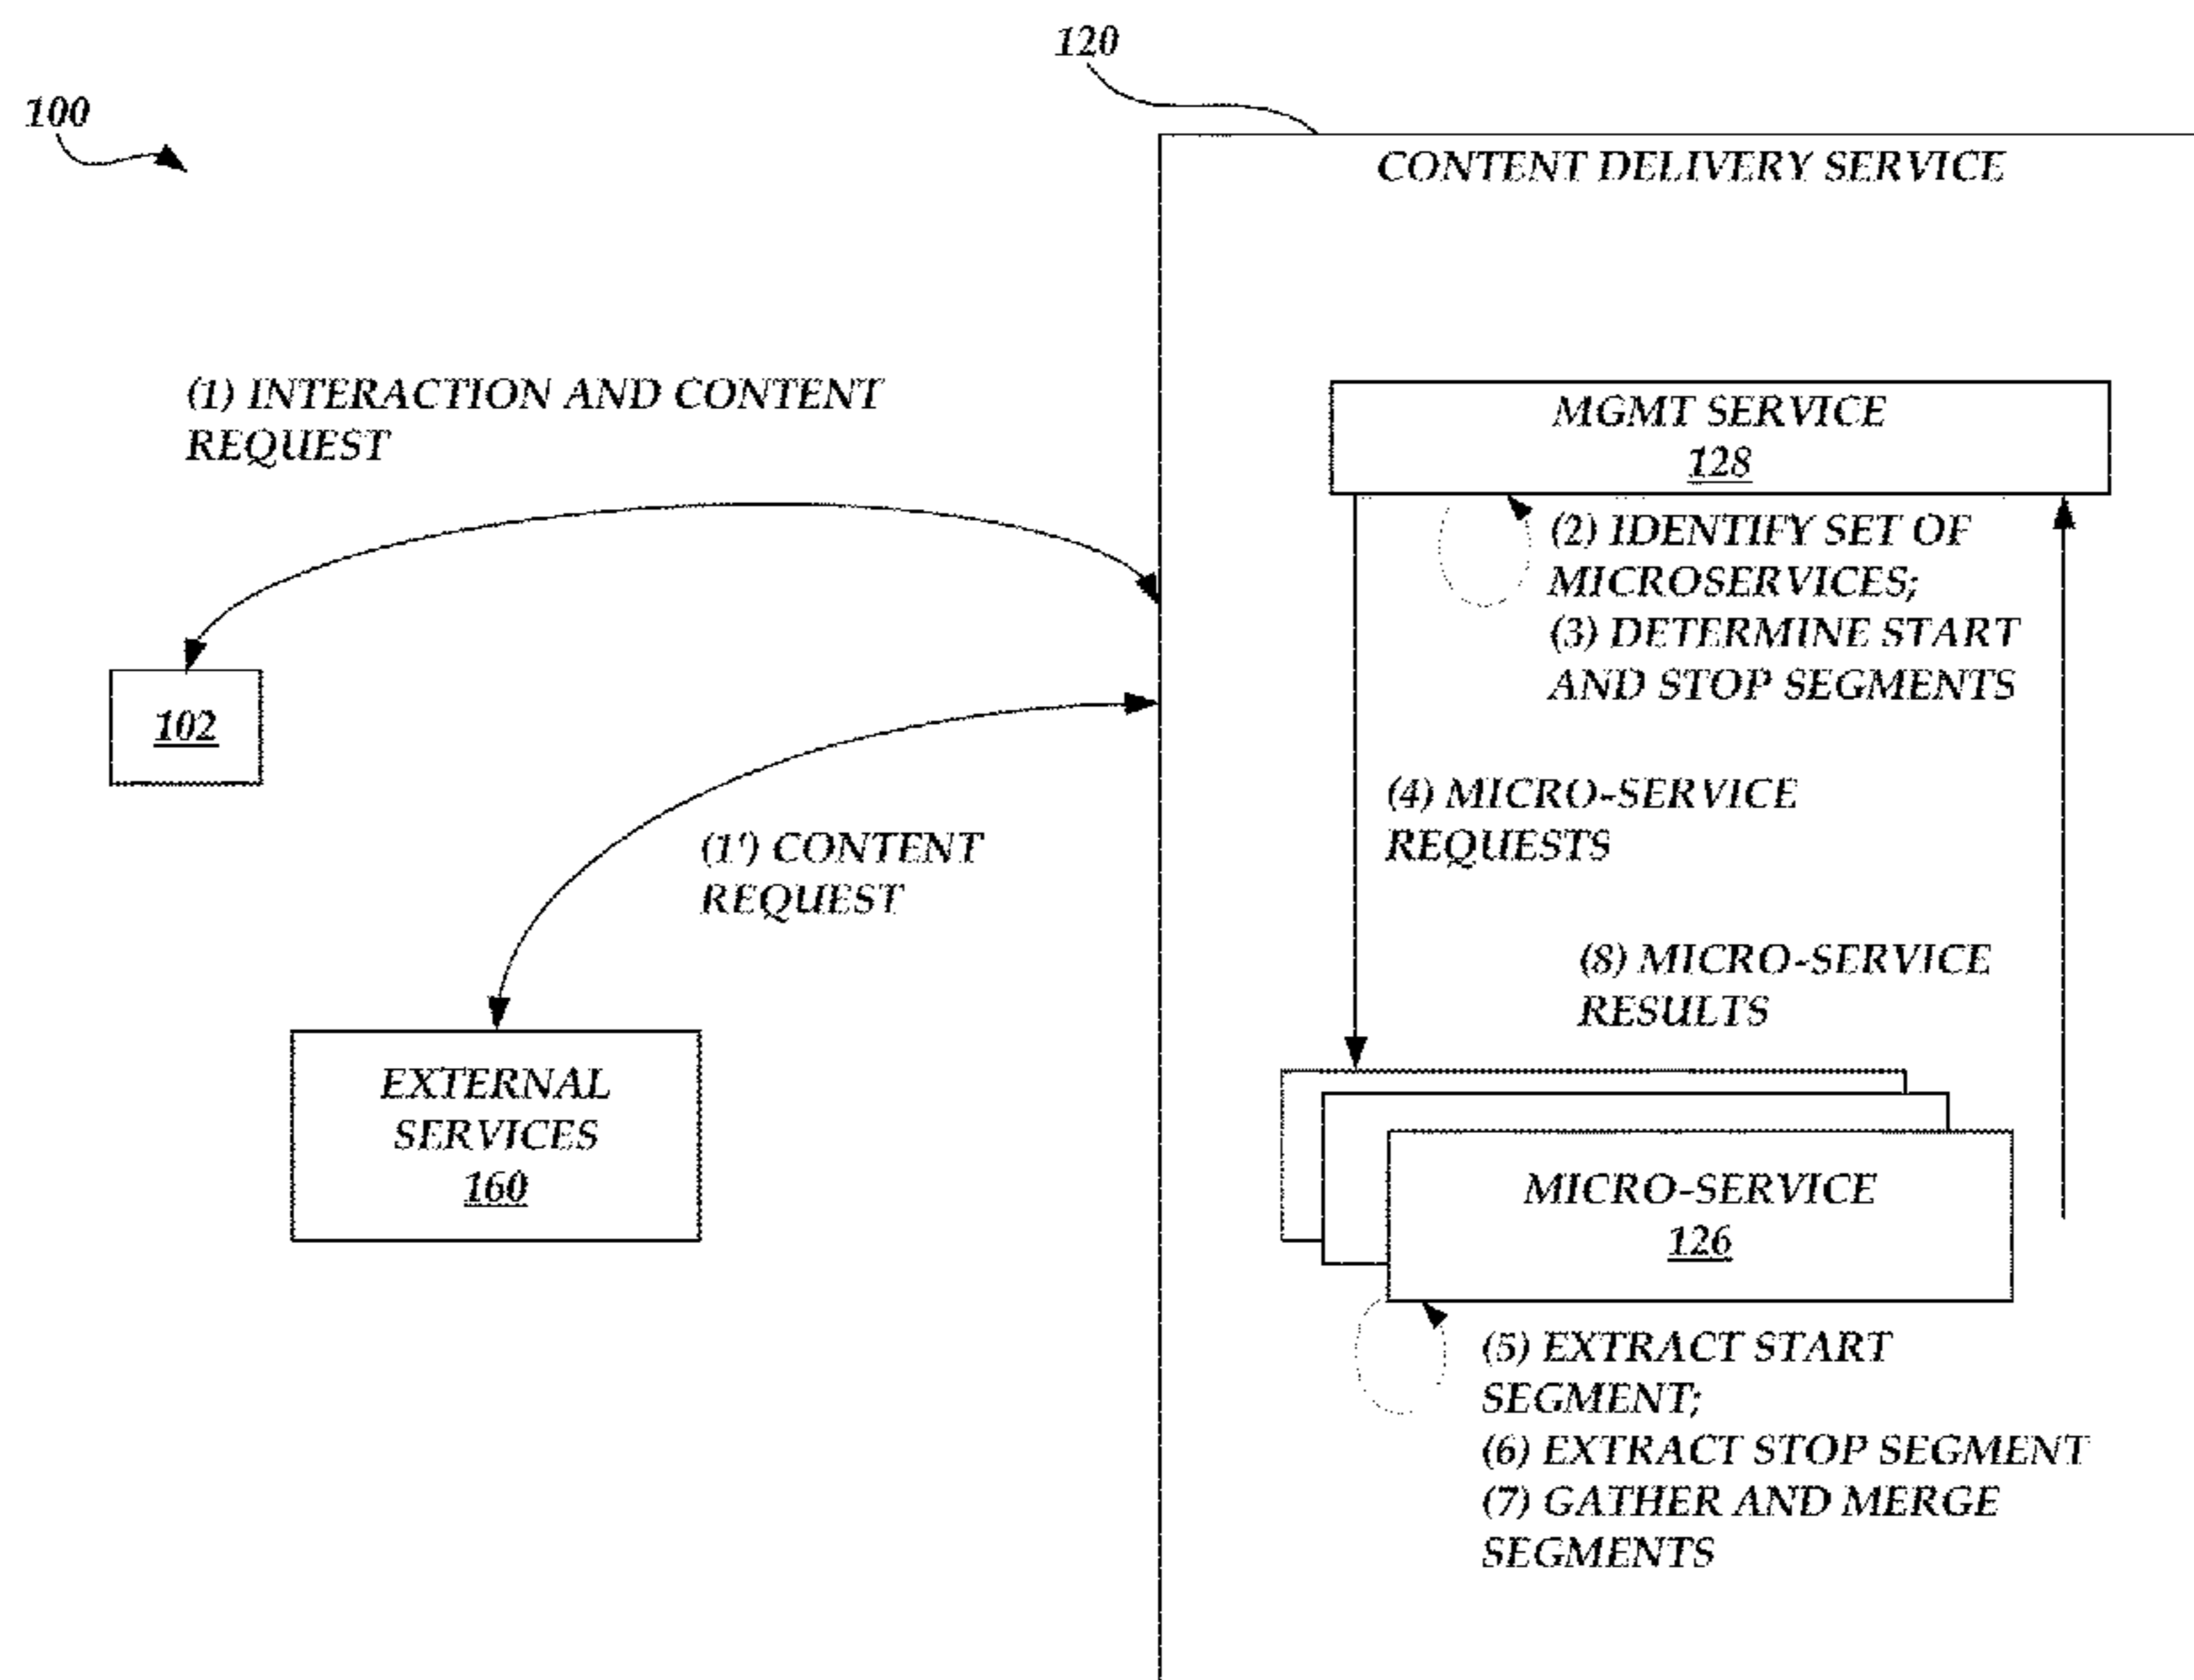 120
100
CONTENT DELIVERY SERVICE
(1) INTERACTION AND CONTENT
REQUEST
MGMT SERVICE
128
(2) IDENTIFY SET OF
MICROSERVICES;
(3) DETERMINE START
AND STOP SEGMENTS
102
(4) MICRO-SERVICE
REQUESTS
(1') CONTENT
REQUEST
(8) MICRO-SERVICE
RESULTS
EXTERNAL
SERVICES
160
MICRO-SERVICE
126
(5) EXTRACT START
SEGMENT;
(6) EXTRACT STOP SEGMENT
(7) GATHER AND MERGE
SEGMENTS